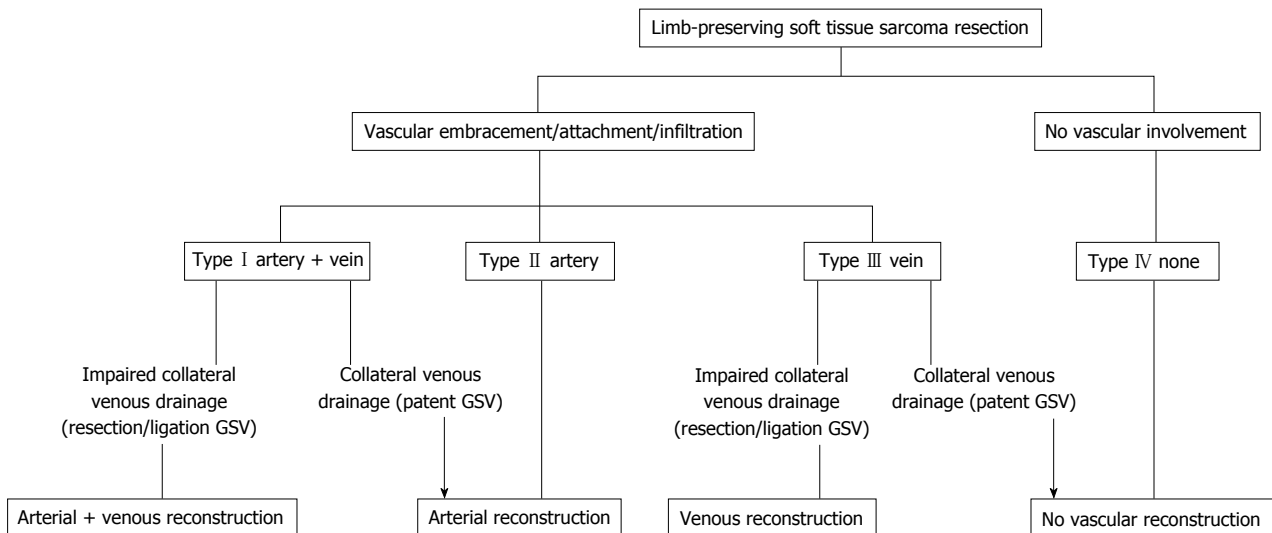 Limb-preserving soft tissue sarcoma resection
Vascular embracement/attachment/infiltration
No vascular involvement
Type Ⅰ artery + vein
Type Ⅱ artery
Type Ⅲ vein
Type Ⅳ none
Impaired collateral
venous drainage
(resection/ligation GSV)
Collateral venous
drainage (patent GSV)
Impaired collateral
venous drainage
(resection/ligation GSV)
Collateral venous
drainage (patent GSV)
Arterial + venous reconstruction
Arterial reconstruction
Venous reconstruction
No vascular reconstruction